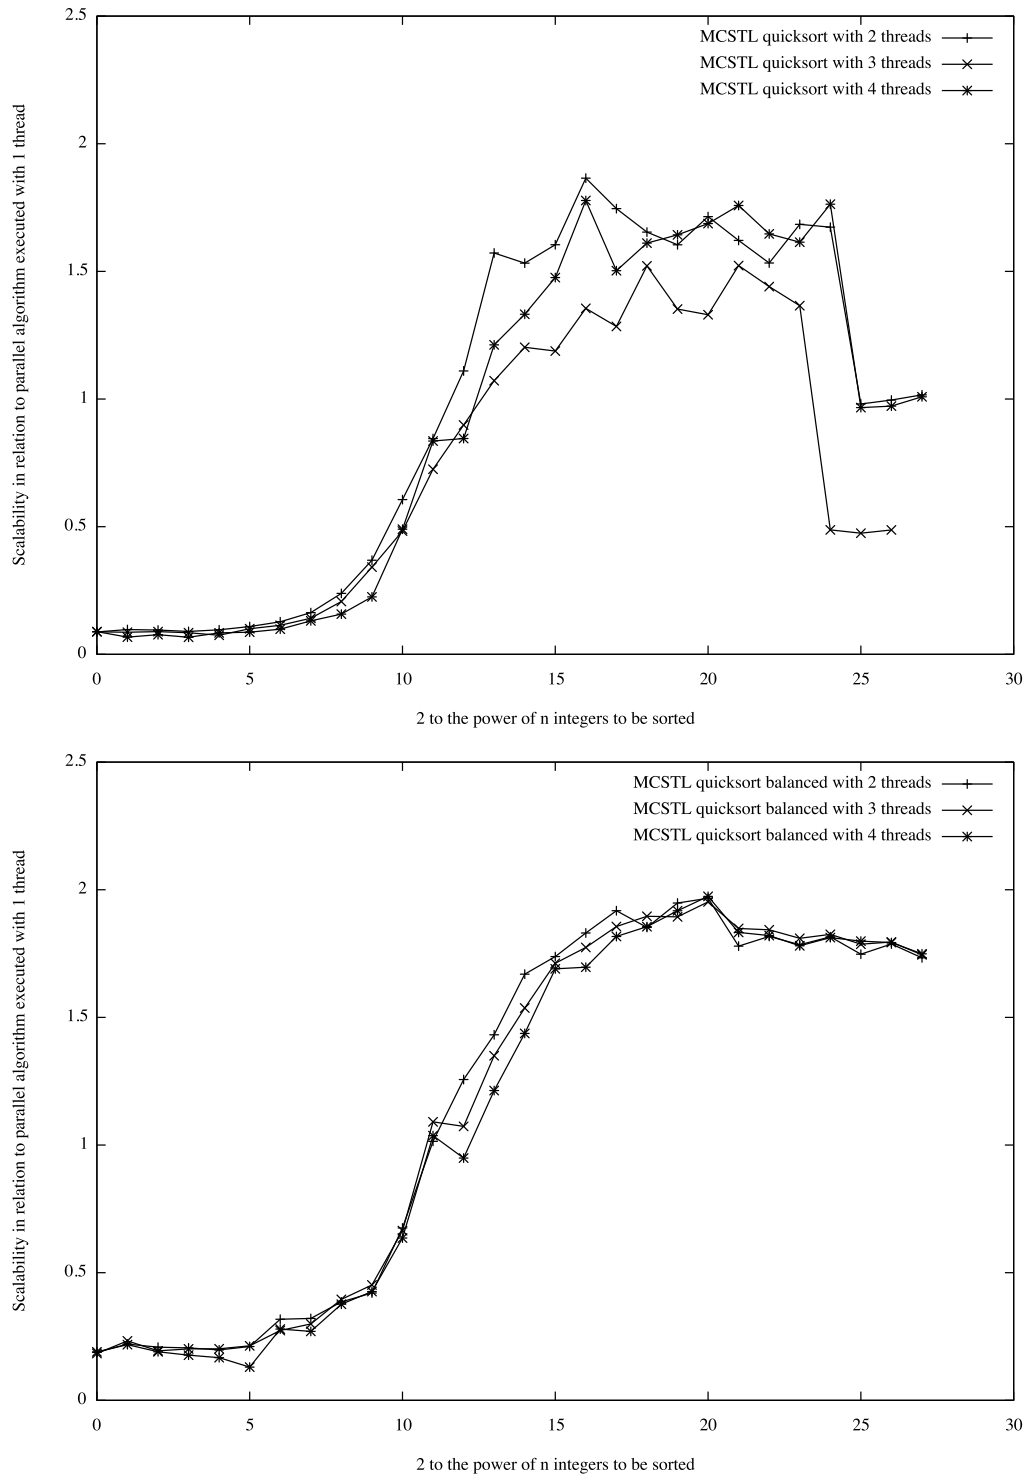 2.5
2
1.5
1
0.5
0
0 5 10 15 20 25 30
Scalability in relation to parallel algorithm executed with 1 thread
2 to the power of n integers to be sorted
MCSTL quicksort with 2 threads
MCSTL quicksort with 3 threads
MCSTL quicksort with 4 threads
2.5
2
1.5
1
0.5
0
0 5 10 15 20 25 30
Scalability in relation to parallel algorithm executed with 1 thread
2 to the power of n integers to be sorted
MCSTL quicksort balanced with 2 threads
MCSTL quicksort balanced with 3 threads
MCSTL quicksort balanced with 4 threads